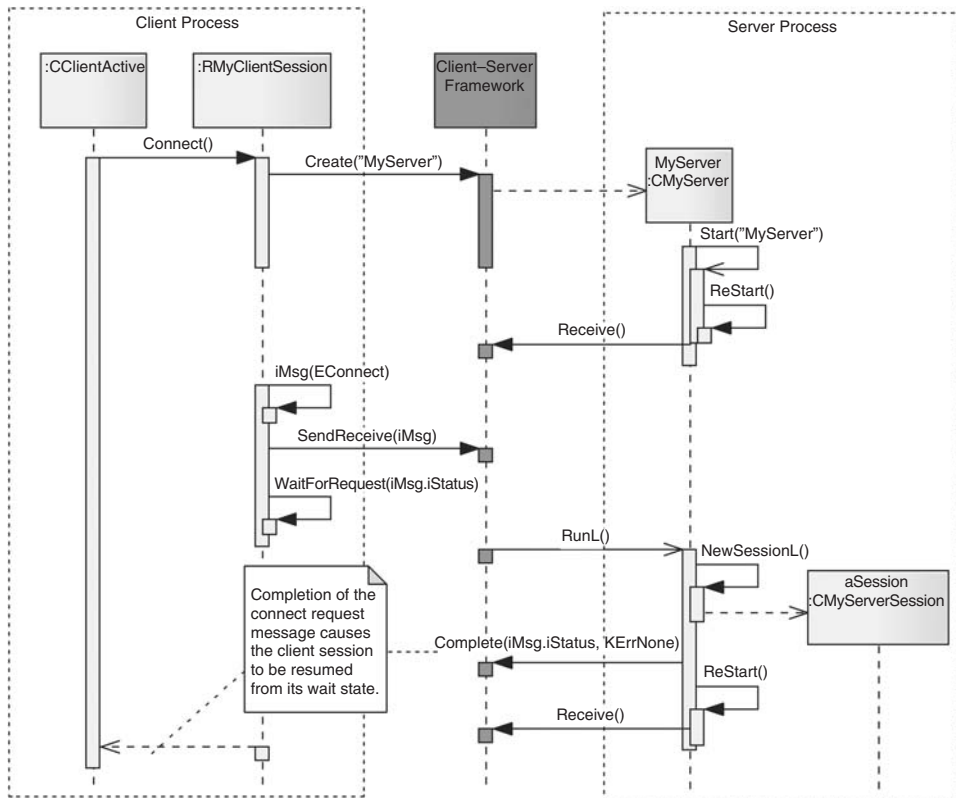 Client Process
Server Process
:CClientActive
:RMyClientSession
Client–Server
Framework
Connect()
Create(”MyServer”)
MyServer
:CMyServer
Start(”MyServer”)
ReStart()
Receive()
iMsg(EConnect)
SendReceive(iMsg)
WaitForRequest(iMsg.iStatus)
RunL()
NewSessionL()
aSession
:CMyServerSession
Completion of the
connect request
message causes
the client session
to be resumed
from its wait state.
Complete(iMsg.iStatus, KErrNone)
ReStart()
Receive()